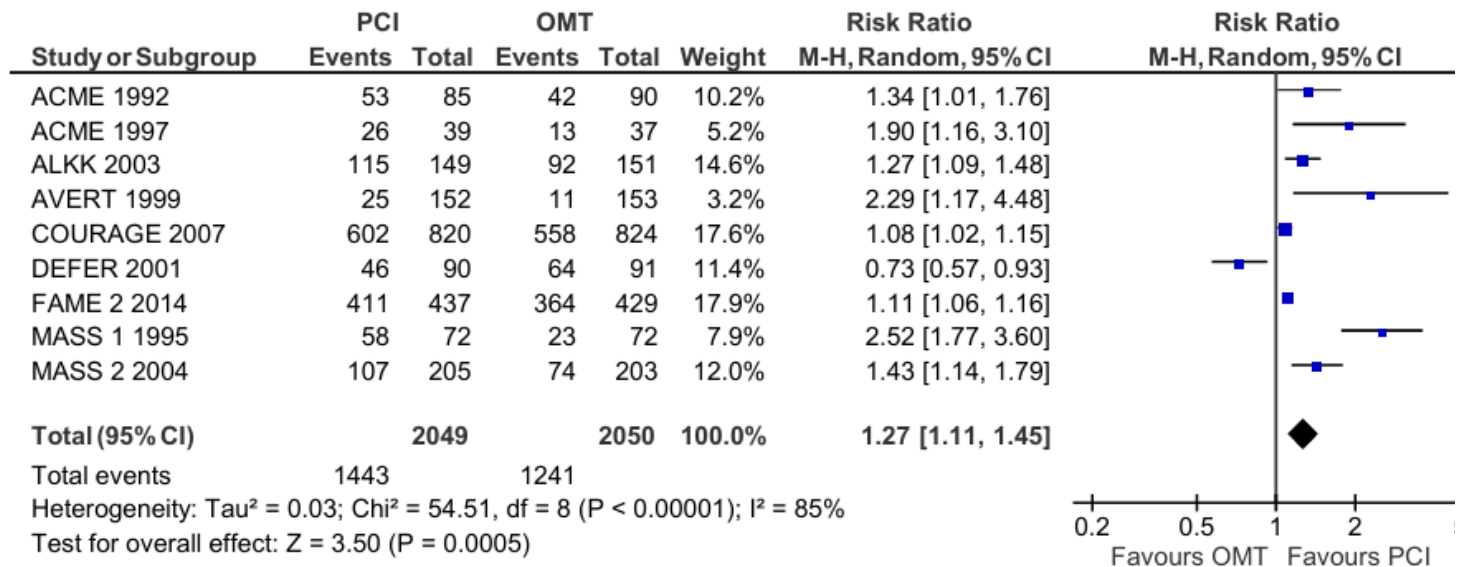 PCI OMT Risk Ratio Risk Ratio
Study or Subgroup Events Total Events Total Weight M-H, Random, 95% CI M-H, Random, 95% CI
ACME 1992 53 85 42 90 10.2% 1.34 [1.01, 1.76]
ACME 1997 26 39 13 37 5.2% 1.90 [1.16, 3.10]
ALKK 2003 115 149 92 151 14.6% 1.27 [1.09, 1.48]
AVERT 1999 25 152 11 153 3.2% 2.29 [1.17, 4.48]
COURAGE 2007 602 820 558 824 17.6% 1.08 [1.02, 1.15]
DEFER 2001 46 90 64 91 11.4% 0.73 [0.57, 0.93]
FAME 2 2014 411 437 364 429 17.9% 1.11 [1.06, 1.16]
MASS 1 1995 58 72 23 72 7.9% 2.52 [1.77, 3.60]
MASS 2 2004 107 205 74 203 12.0% 1.43 [1.14, 1.79]
Total (95% CI) 2049 2050 100.0% 1.27 [1.11, 1.45]
Total events 1443 1241
Heterogeneity: Tau² = 0.03; Chi² = 54.51, df = 8 (P < 0.00001); I² = 85%
Test for overall effect: Z = 3.50 (P = 0.0005)
0.2 0.5 1 2
Favours OMT Favours PCI